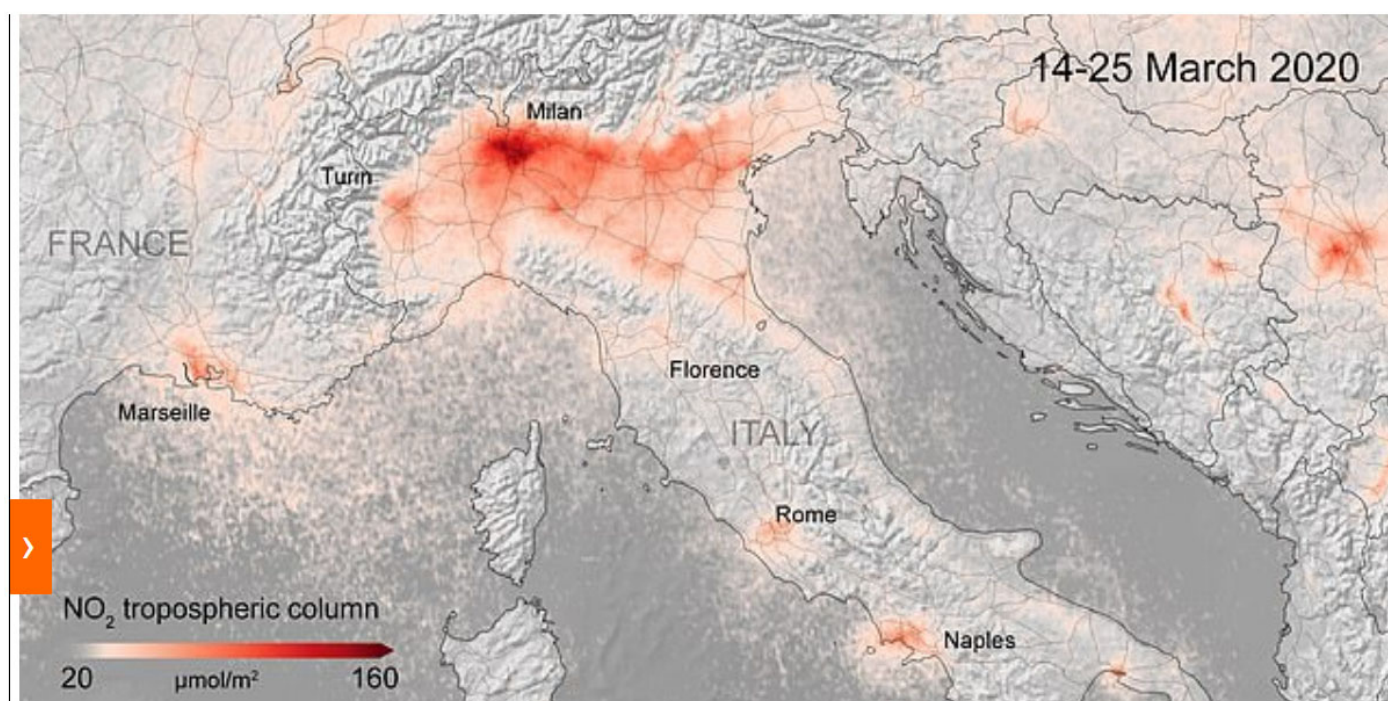 14-25 March 2020
Milan
Turin
FRANCE
Florence
Marseille
ITALY
Rome
NO₂ tropospheric column
Naples
20 µmol/m² 160